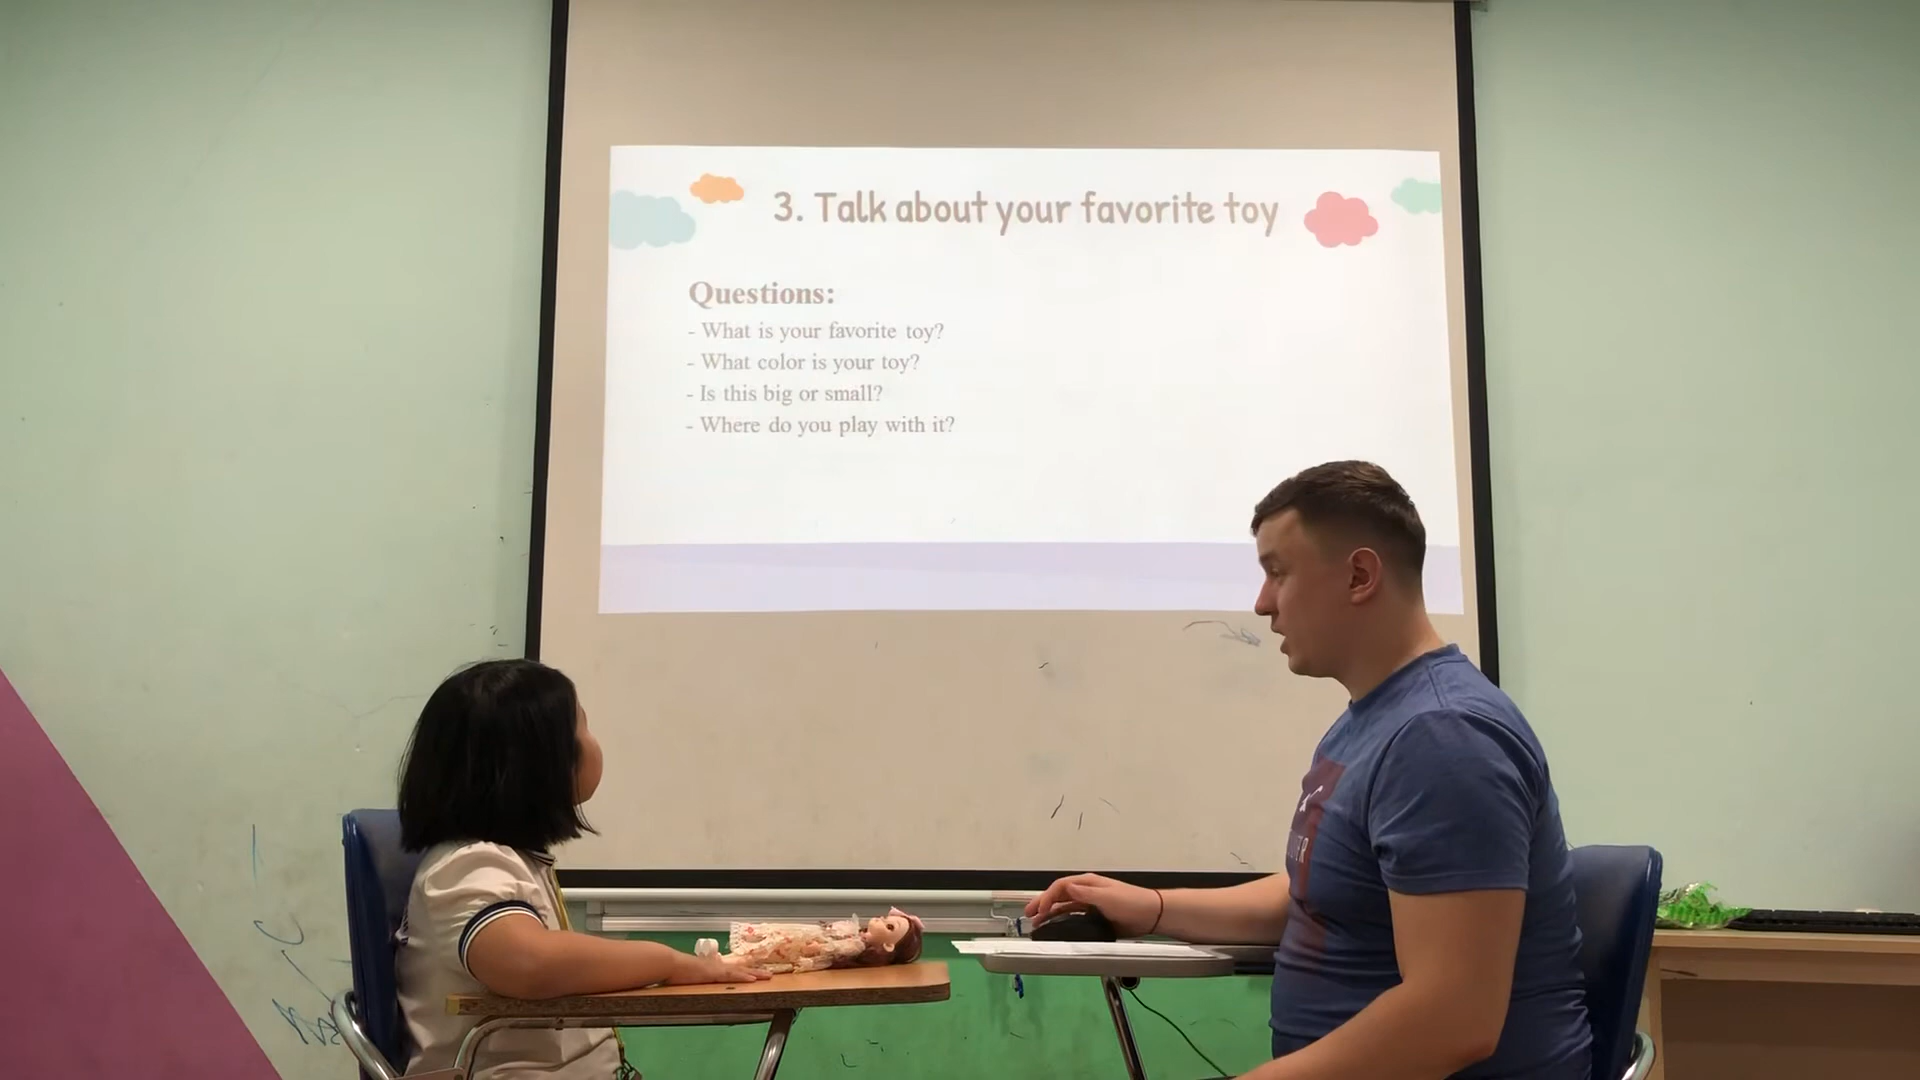 3. Talk about your favorite toy
Questions:
- What is your favorite toy?
- What color is your toy?
- Is this big or small?
- Where do you play with it?